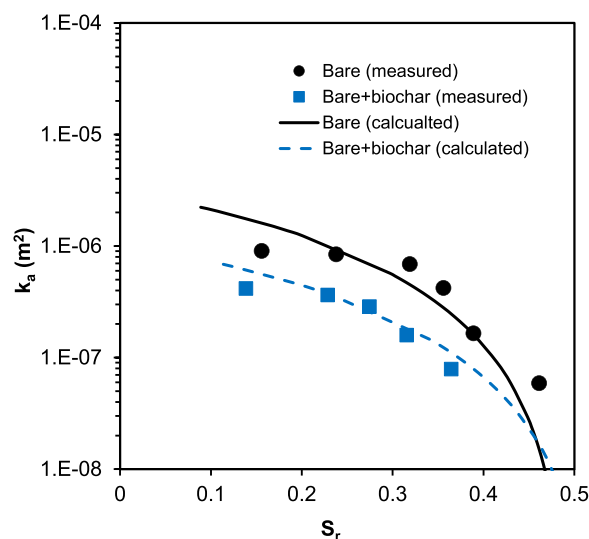 1.E-04
1.E-05
1.E-06
1.E-07
1.E-08
kₐ (m²)
Bare (measured)
Bare+biochar (measured)
Bare (calcualted)
Bare+biochar (calculated)
0 0.1 0.2 0.3 0.4 0.5
Sᵣ